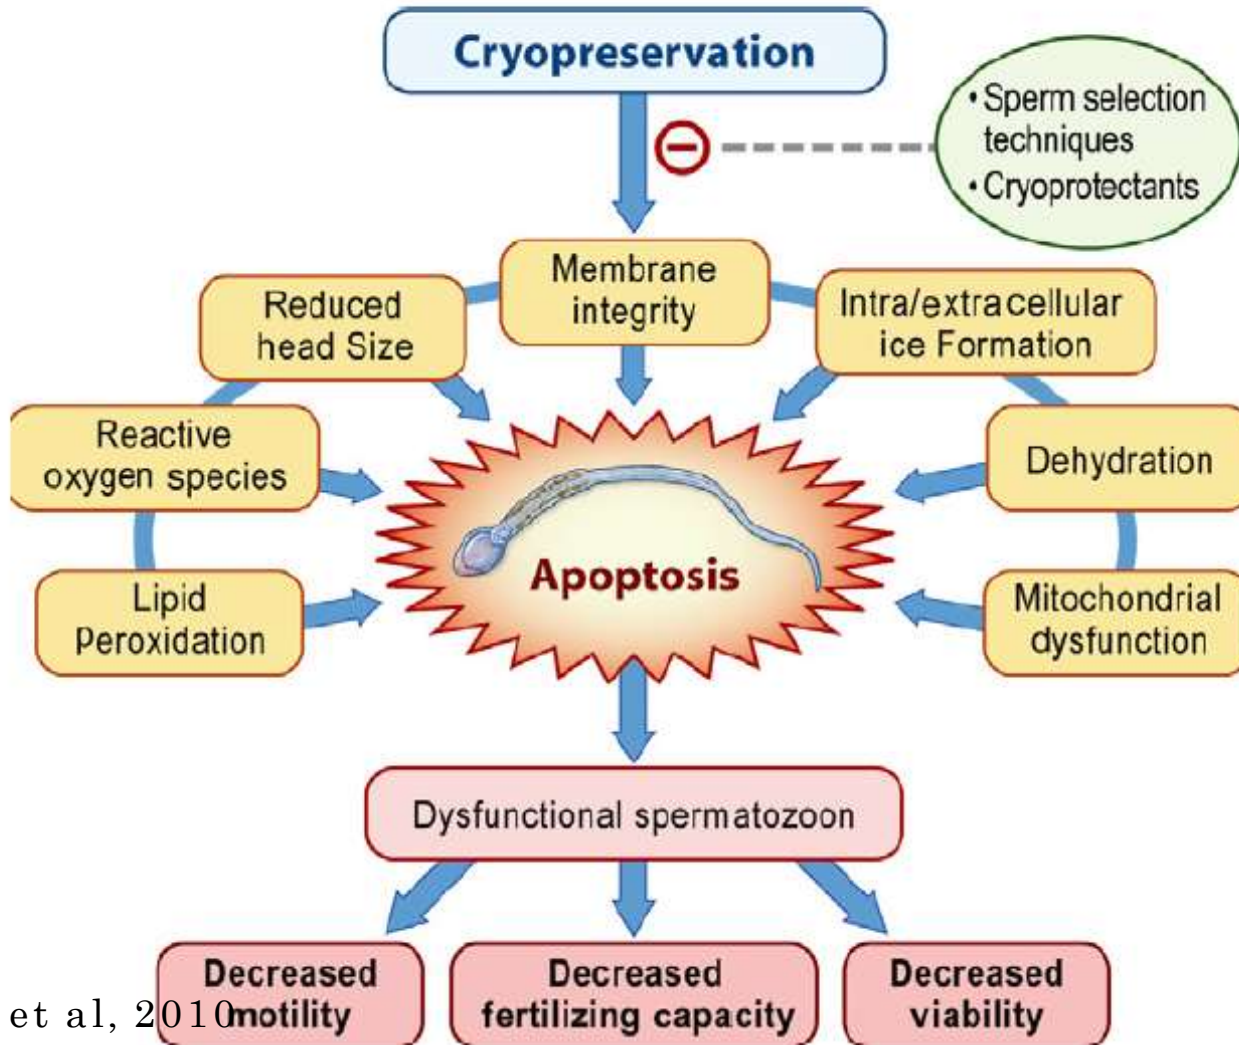 Cryopreservation
• Sperm selection
techniques
• Cryoprotectants
Membrane
integrity
Reduced
head Size
Intra/extracellular
ice Formation
Reactive
oxygen species
Dehydration
Lipid
Peroxidation
Mitochondrial
dysfunction
Apoptosis
Dysfunctional spermatozoon
Decreased
motility
Decreased
fertilizing capacity
Decreased
viability
et al, 2010